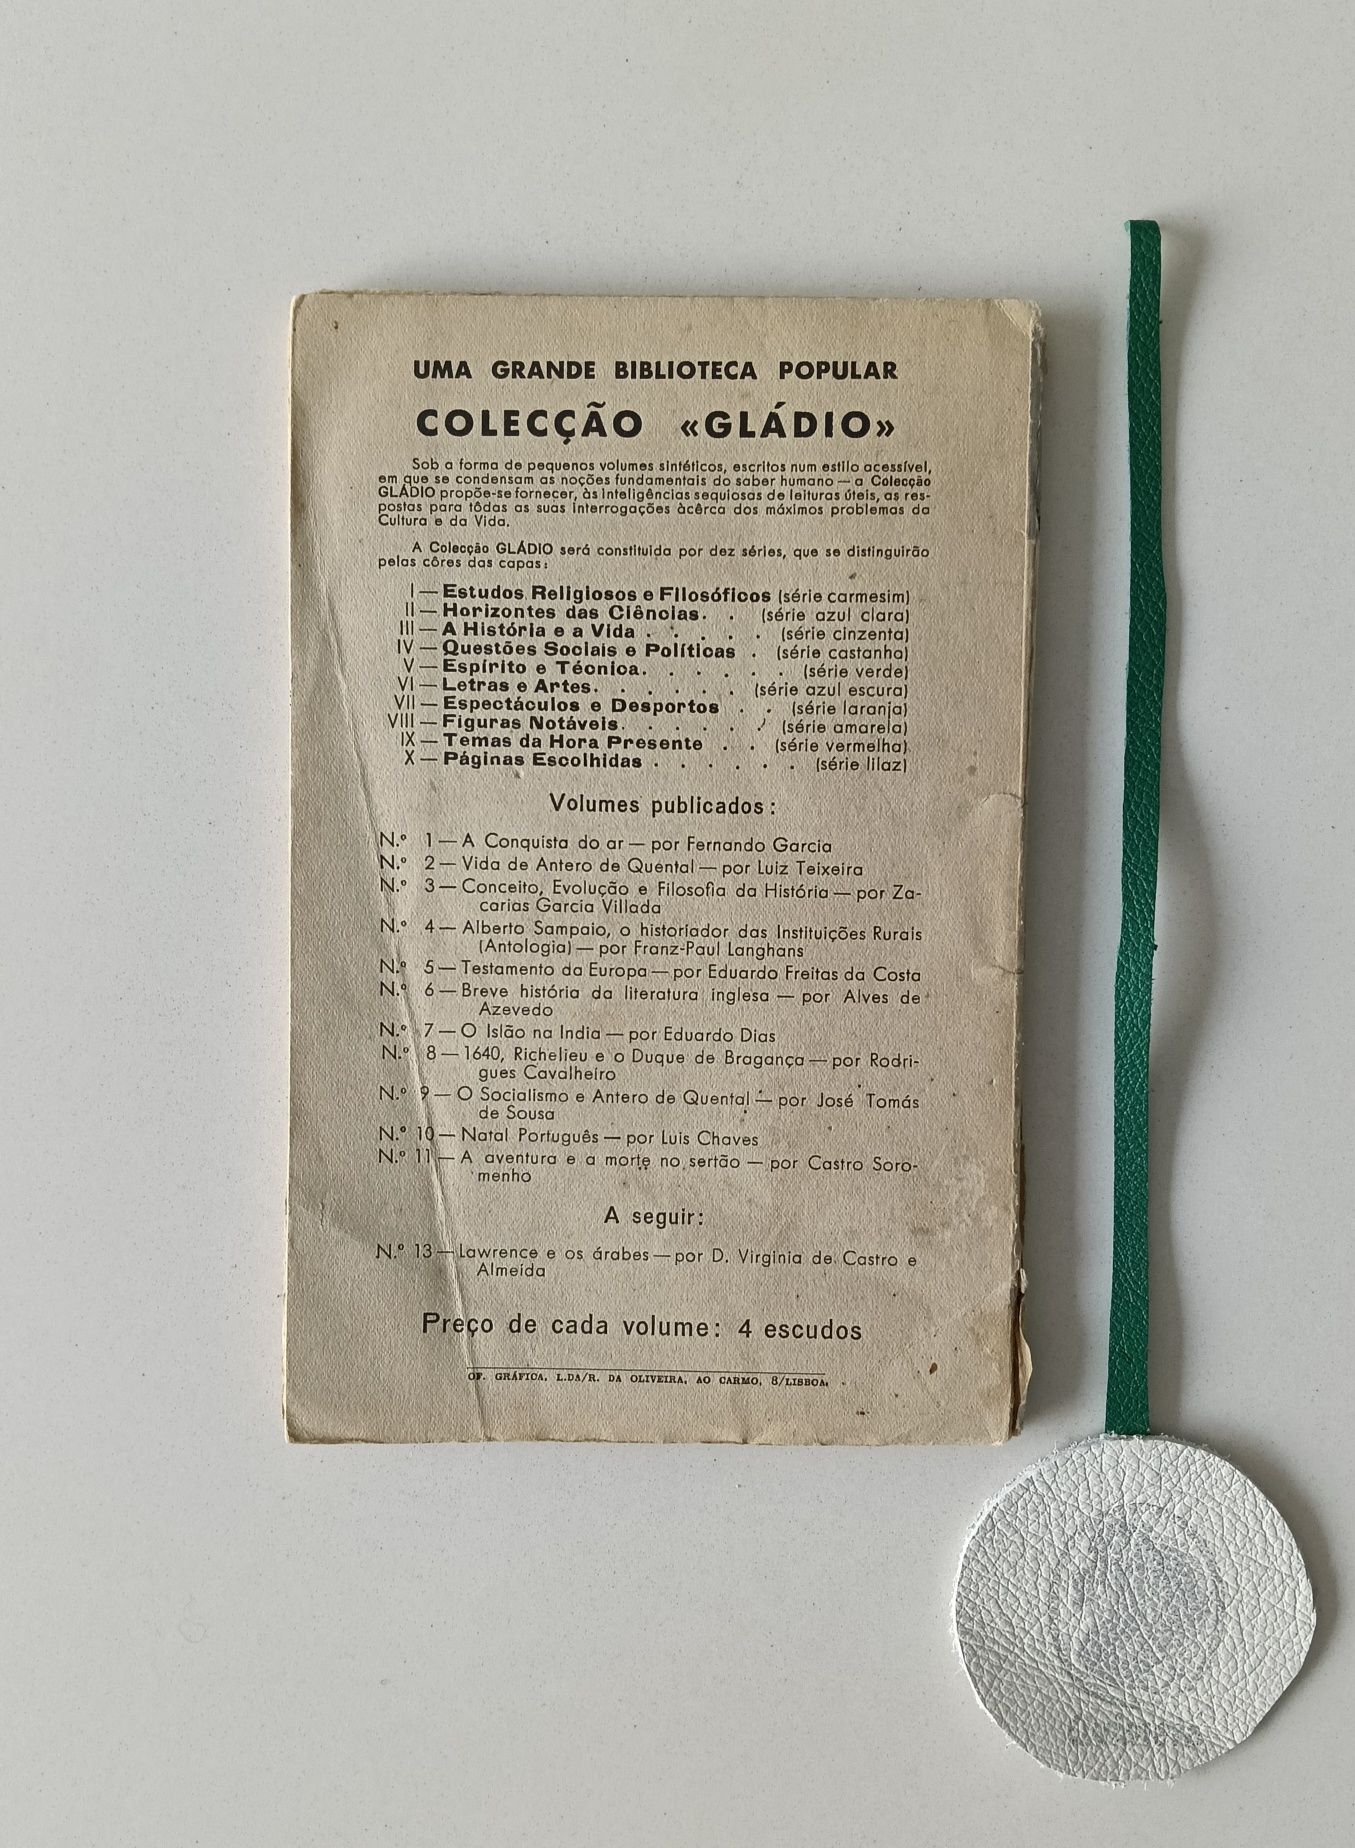 UMA GRANDE BIBLIOTECA POPULAR
COLECÇÃO «GLÁDIO»
Sob a forma de pequenos volumes sintéticos, escritos num estilo acessível,
em que se condensam as noções fundamentais do saber humano — a Colecção
GLÁDIO propõe-se fornecer, às inteligências sequiosas de leituras úteis, as res-
postas para tôdas as suas interrogações àcêrca dos máximos problemas da
Cultura e da Vida.
A Colecção GLÁDIO será constituída por dez séries, que se distinguirão
pelas côres das capas:
I — Estudos Religiosos e Filosóficos (série carmesim)
II — Horizontes das Ciências. . (série azul clara)
III — A História e a Vida . . . . . . (série cinzenta)
IV — Questões Sociais e Políticas . (série castanha)
V — Espírito e Técnica. . . . . . (série verde)
VI — Letras e Artes. . . . . . (série azul escura)
VII — Espectáculos e Desportos . . (série laranja)
VIII — Figuras Notáveis. . . . . . (série amarela)
IX — Temas da Hora Presente . . (série vermelha)
X — Páginas Escolhidas . . . . . . (série lilaz)
Volumes publicados:
N.º 1 — A Conquista do ar — por Fernando Garcia
N.º 2 — Vida de Antero de Quental — por Luiz Teixeira
N.º 3 — Conceito, Evolução e Filosofia da História — por Za-
carias Garcia Villada
N.º 4 — Alberto Sampaio, o historiador das Instituições Rurais
(Antologia) — por Franz-Paul Langhans
N.º 5 — Testamento da Europa — por Eduardo Freitas da Costa
N.º 6 — Breve história da literatura inglesa — por Alves de
Azevedo
N.º 7 — O Islão na India — por Eduardo Dias
N.º 8 — 1640, Richelieu e o Duque de Bragança — por Rodri-
gues Cavalheiro
N.º 9 — O Socialismo e Antero de Quental — por José Tomás
de Sousa
N.º 10 — Natal Português — por Luis Chaves
N.º 11 — A aventura e a morte no sertão — por Castro Soro-
menho
A seguir:
N.º 13 — Lawrence e os árabes — por D. Virginia de Castro e
Almeida
Preço de cada volume: 4 escudos
OF. GRÁFICA, L.DA/R. DA OLIVEIRA, AO CARMO, 8/LISBOA.